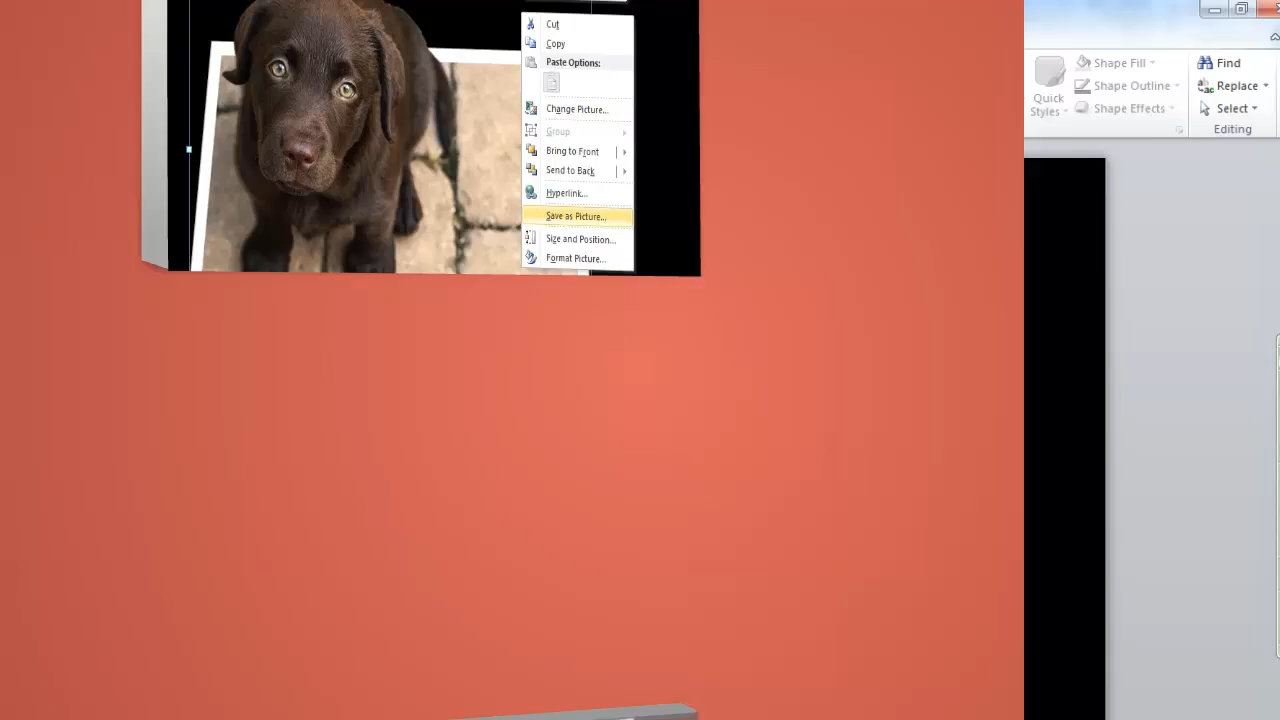 Cut
Copy
Paste Options:
Change Picture...
Group
Bring to Front
Send to Back
Hyperlink...
Save as Picture...
Size and Position...
Format Picture...
Quick
Styles
Shape Fill
Shape Outline
Shape Effects
Find
Replace
Select
Editing